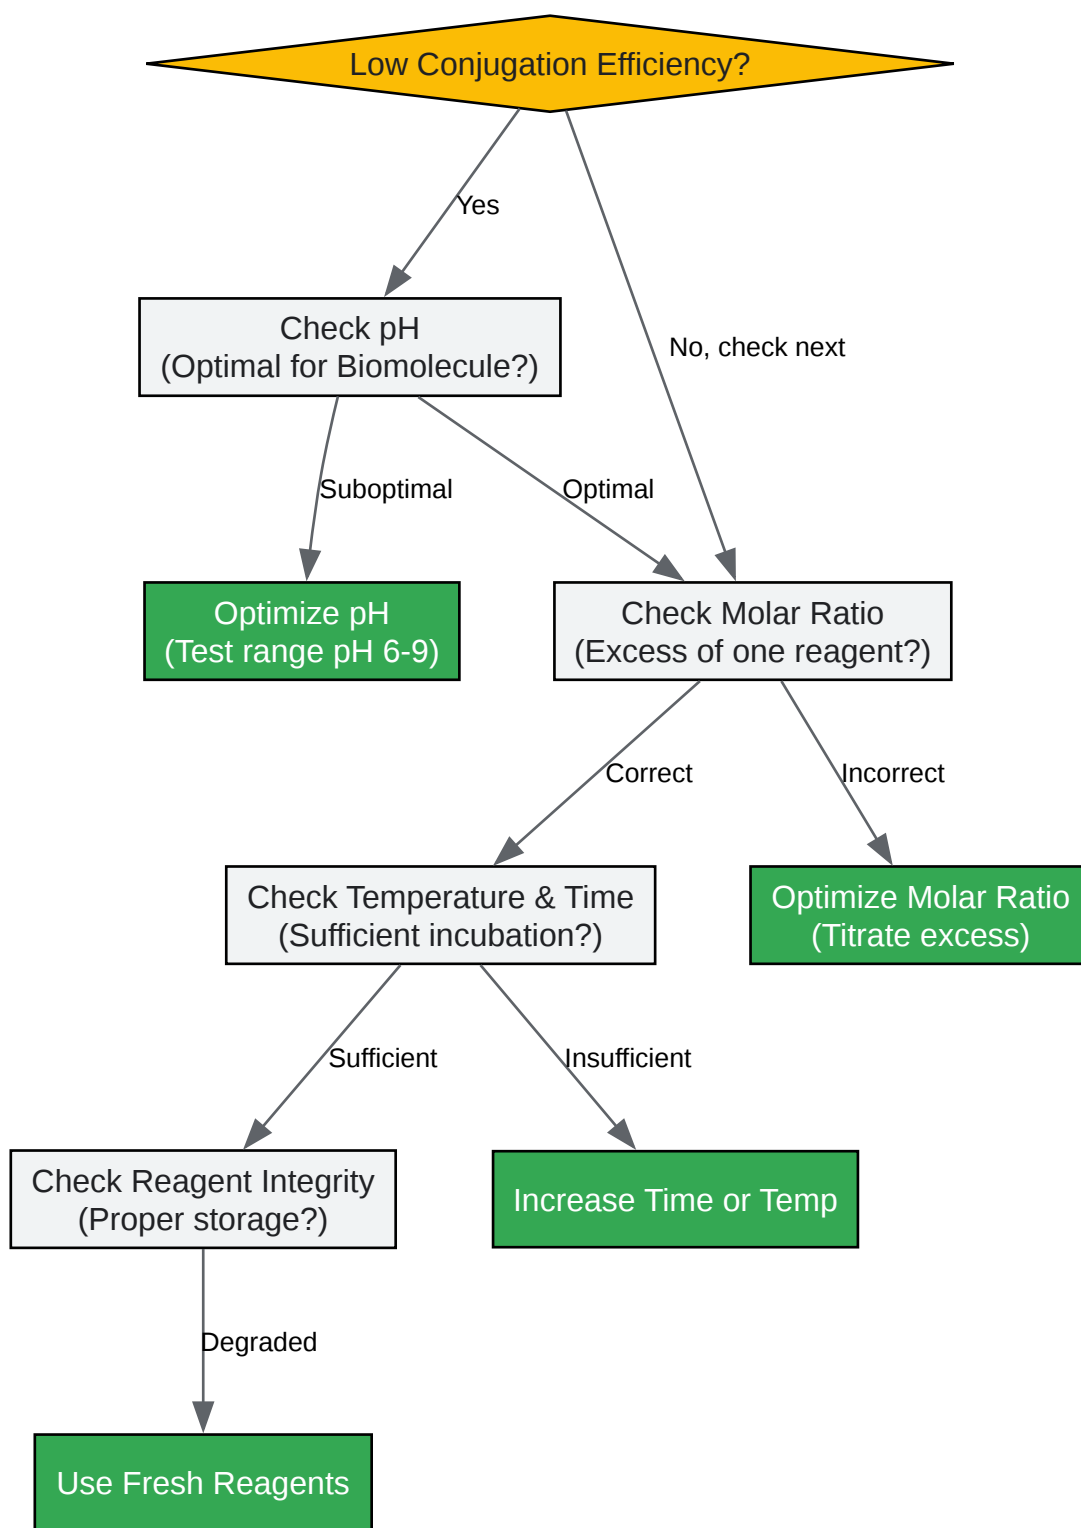 Low Conjugation Efficiency?
Yes
No, check next
Check pH
(Optimal for Biomolecule?)
Suboptimal
Optimal
Optimize pH
(Test range pH 6-9)
Check Molar Ratio
(Excess of one reagent?)
Correct
Incorrect
Check Temperature & Time
(Sufficient incubation?)
Optimize Molar Ratio
(Titrate excess)
Sufficient
Insufficient
Check Reagent Integrity
(Proper storage?)
Increase Time or Temp
Degraded
Use Fresh Reagents